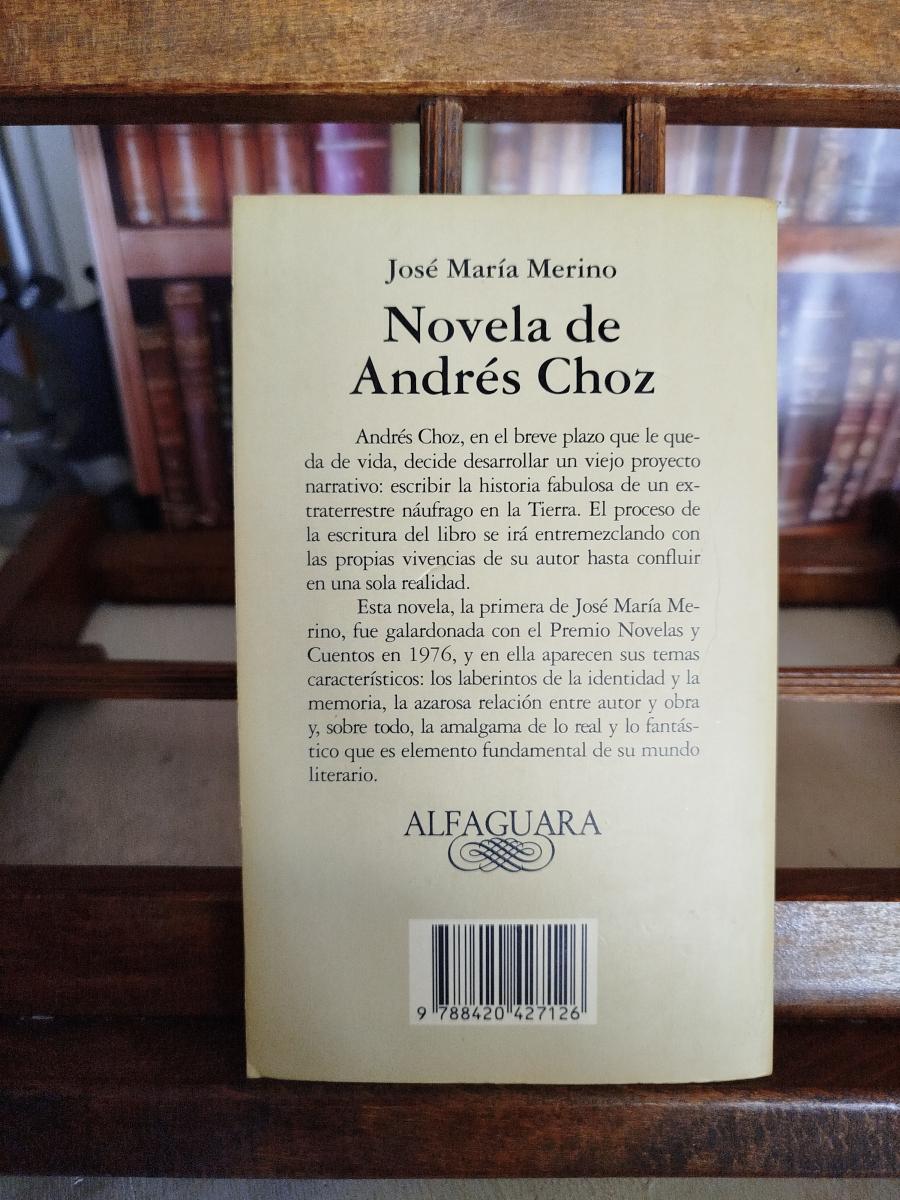 José María Merino
Novela de
Andrés Choz
Andrés Choz, en el breve plazo que le que-
da de vida, decide desarrollar un viejo proyecto
narrativo: escribir la historia fabulosa de un ex-
traterrestre náufrago en la Tierra. El proceso de
la escritura del libro se irá entremezclando con
las propias vivencias de su autor hasta confluir
en una sola realidad.
Esta novela, la primera de José María Me-
rino, fue galardonada con el Premio Novelas y
Cuentos en 1976, y en ella aparecen sus temas
característicos: los laberintos de la identidad y la
memoria, la azarosa relación entre autor y obra
y, sobre todo, la amalgama de lo real y lo fantás-
tico que es elemento fundamental de su mundo
literario.
ALFAGUARA
9 788420 427126